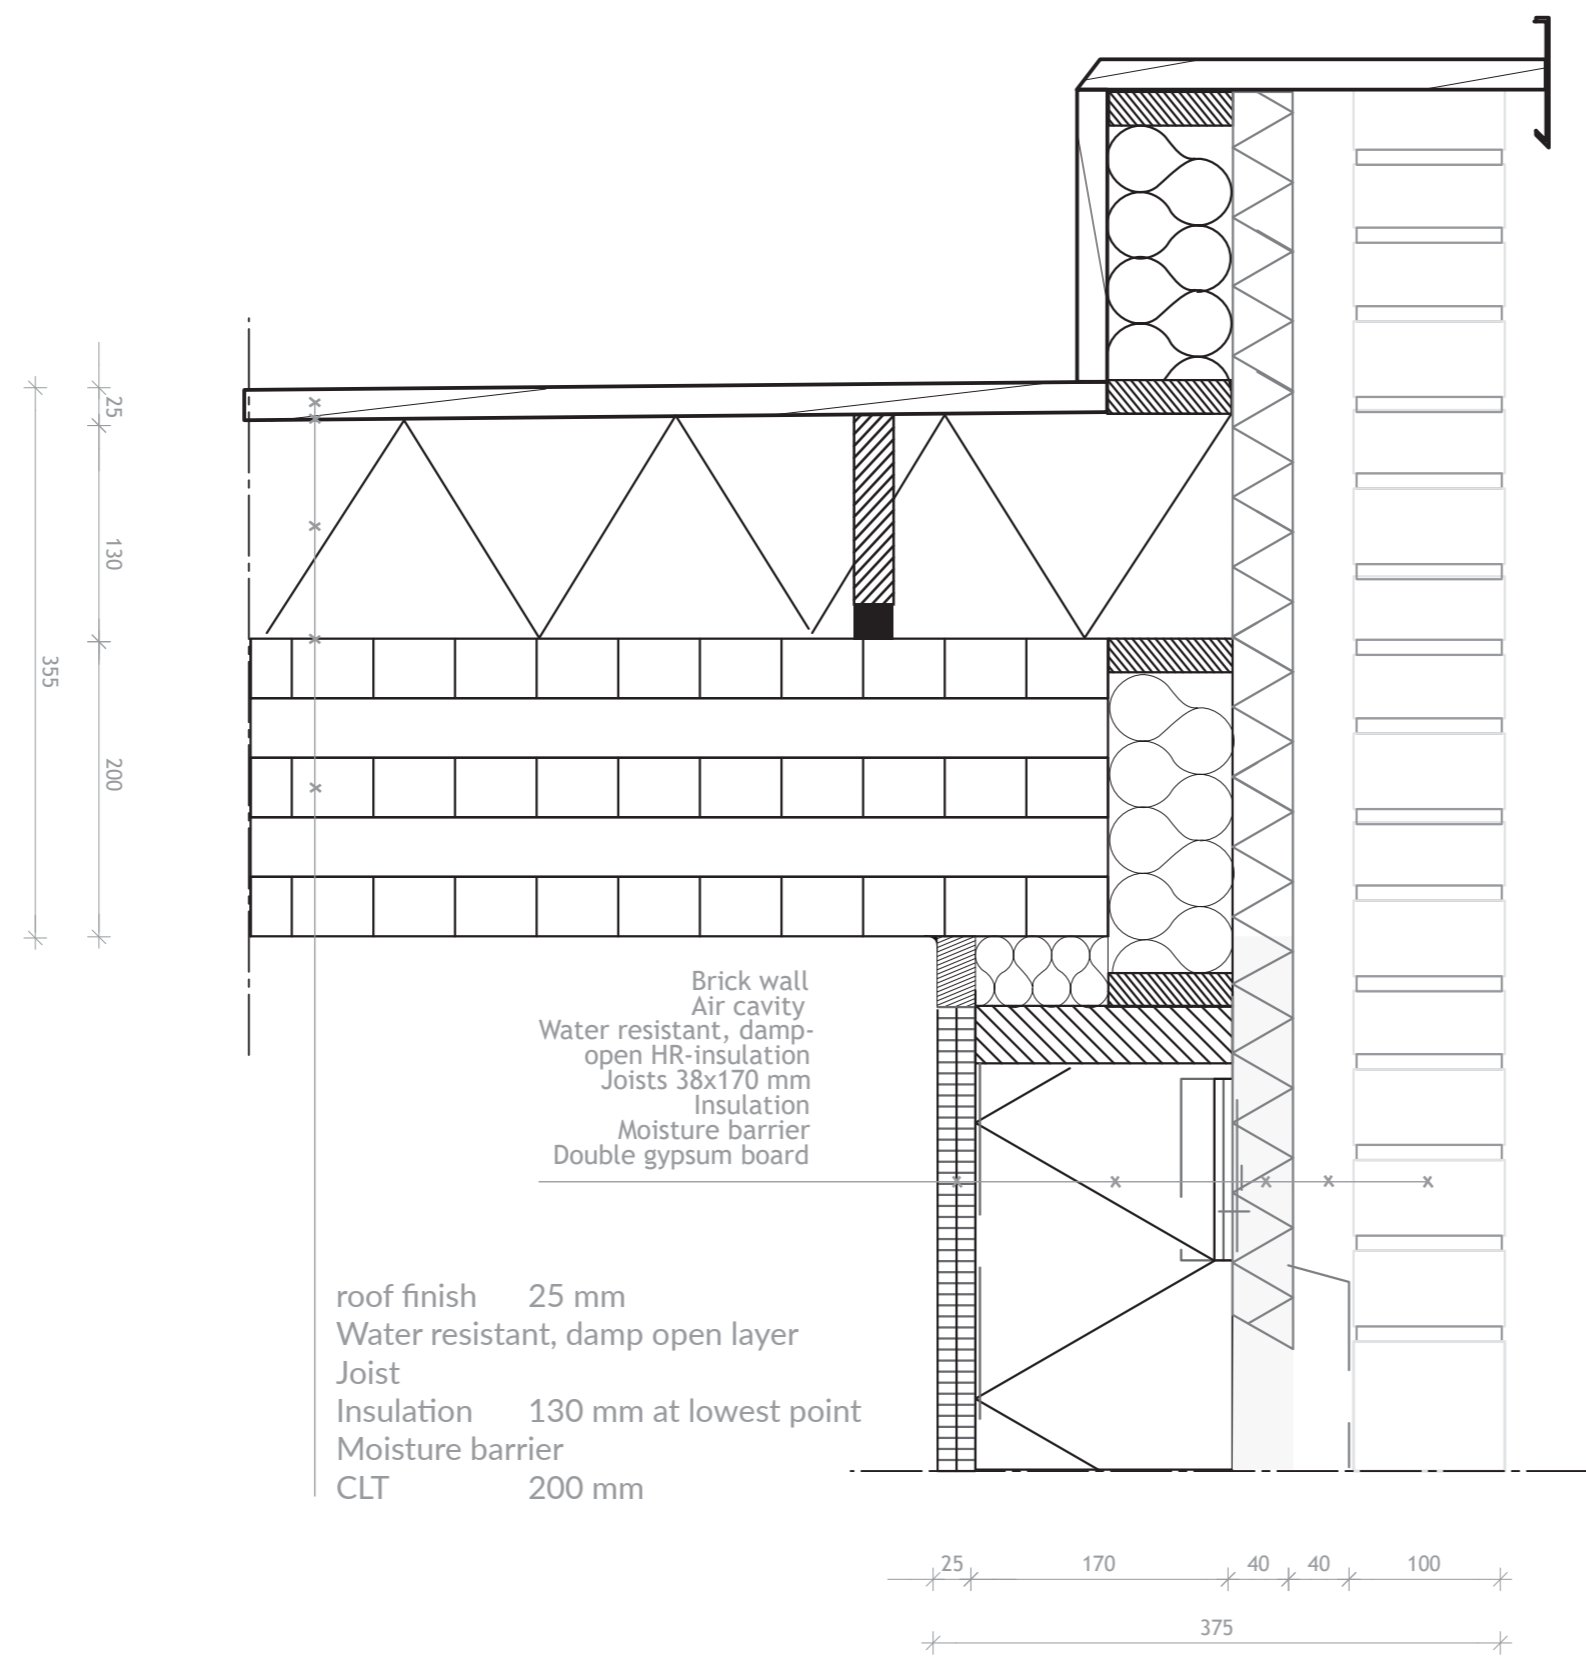 25
130
355
200
Brick wall
Air cavity
Water resistant, damp-
open HR-insulation
Joists 38x170 mm
Insulation
Moisture barrier
Double gypsum board
roof finish 25 mm
Water resistant, damp open layer
Joist
Insulation 130 mm at lowest point
Moisture barrier
CLT 200 mm
25 170 40 40 100
375